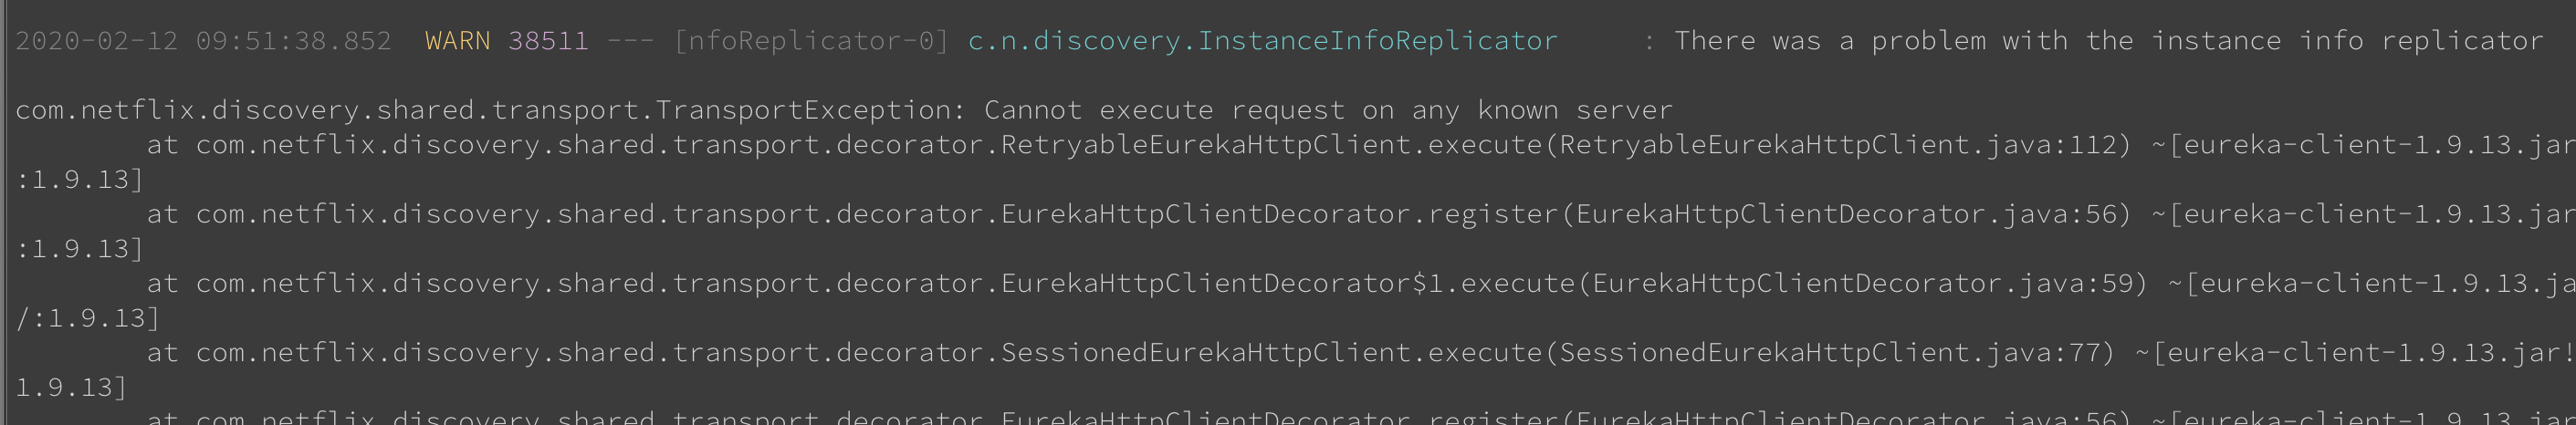 2020-02-12 09:51:38.852  WARN 38511 --- [nfoReplicator-0] c.n.discovery.InstanceInfoReplicator     : There was a problem with the instance info replicator
com.netflix.discovery.shared.transport.TransportException: Cannot execute request on any known server
        at com.netflix.discovery.shared.transport.decorator.RetryableEurekaHttpClient.execute(RetryableEurekaHttpClient.java:112) ~[eureka-client-1.9.13.jar
:1.9.13]
        at com.netflix.discovery.shared.transport.decorator.EurekaHttpClientDecorator.register(EurekaHttpClientDecorator.java:56) ~[eureka-client-1.9.13.jar
:1.9.13]
        at com.netflix.discovery.shared.transport.decorator.EurekaHttpClientDecorator$1.execute(EurekaHttpClientDecorator.java:59) ~[eureka-client-1.9.13.ja
/:1.9.13]
        at com.netflix.discovery.shared.transport.decorator.SessionedEurekaHttpClient.execute(SessionedEurekaHttpClient.java:77) ~[eureka-client-1.9.13.jar!
1.9.13]
        at com.netflix.discovery.shared.transport.decorator.EurekaHttpClientDecorator.register(EurekaHttpClientDecorator.java:56) ~[eureka-client-1.9.13.jar